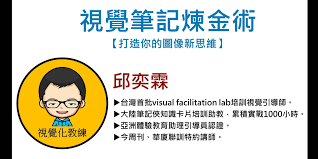 視覺筆記煉金術
【打造你的圖像新思維】
邱奕霖
▶台灣首批visual facilitation lab培訓視覺引導師。
▶大陸筆記俠知識卡片培訓助教，累積實戰1000小時。
▶亞洲體驗教育助理引導員認證。
▶今周刊、華廈聯訓特約講師。
視覺化教練